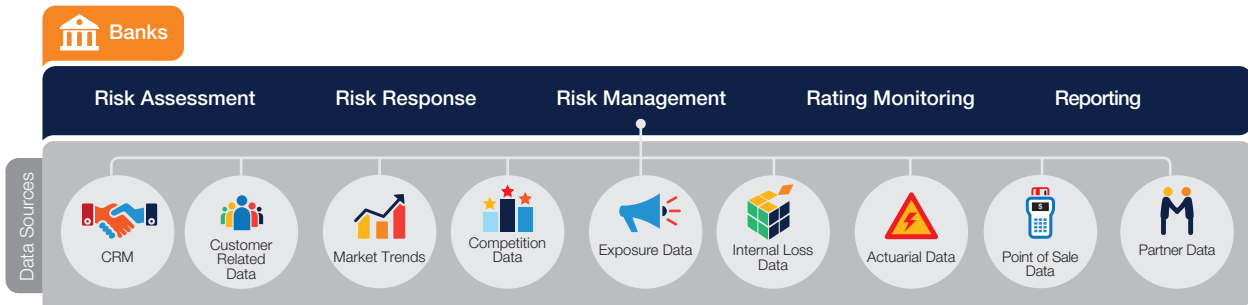 Banks
Risk Assessment
Risk Response
Risk Management
Rating Monitoring
Reporting
Data Sources
CRM
Customer
Related
Data
Market Trends
Competition
Data
Exposure Data
Internal Loss
Data
Actuarial Data
$
Point of Sale
Data
Partner Data